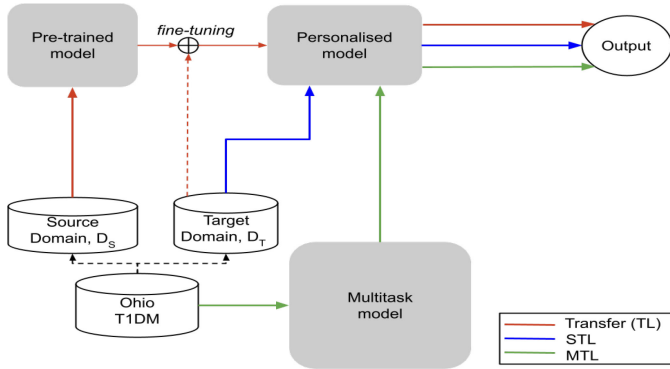 Pre-trained
model
fine-tuning
Personalised
model
Output
Source
Domain, D_S
Target
Domain, D_T
Ohio
T1DM
Multitask
model
Transfer (TL)
STL
MTL